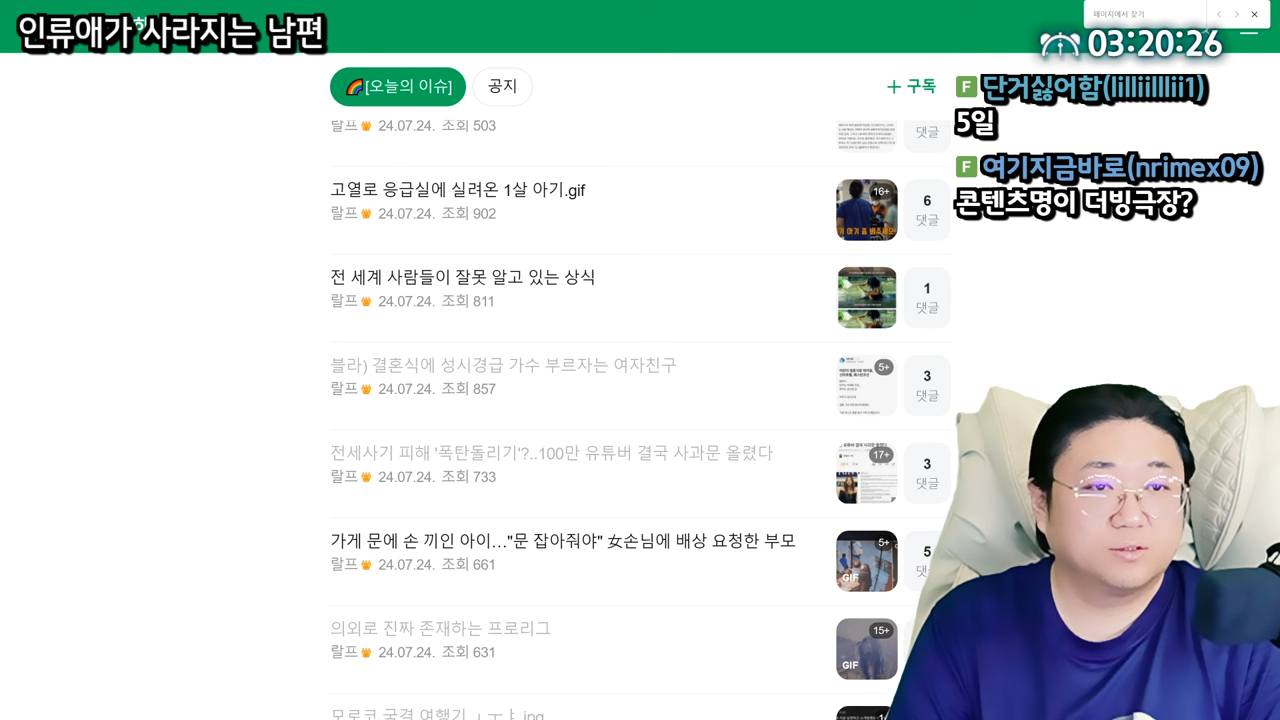 인류애가 사라지는 남편
페이지에서 찾기
03:20:26
🌈[오늘의 이슈]
공지
+ 구독
F 단거싫어함(lilliilllii1)
5일
F 여기지금바로(nrimex09)
콘텐츠명이 더빙극장?
랄프 24.07.24. 조회 503
댓글
고열로 응급실에 실려온 1살 아기.gif
랄프 24.07.24. 조회 902
16+
6
댓글
전 세계 사람들이 잘못 알고 있는 상식
랄프 24.07.24. 조회 811
1
댓글
블라) 결혼식에 성시경급 가수 부르자는 여자친구
랄프 24.07.24. 조회 857
5+
3
댓글
전세사기 피해 '폭탄돌리기'?..100만 유튜버 결국 사과문 올렸다
랄프 24.07.24. 조회 733
17+
3
댓글
가게 문에 손 끼인 아이…"문 잡아줘야" 女손님에 배상 요청한 부모
랄프 24.07.24. 조회 661
5+
GIF
5
의외로 진짜 존재하는 프로리그
랄프 24.07.24. 조회 631
15+
GIF